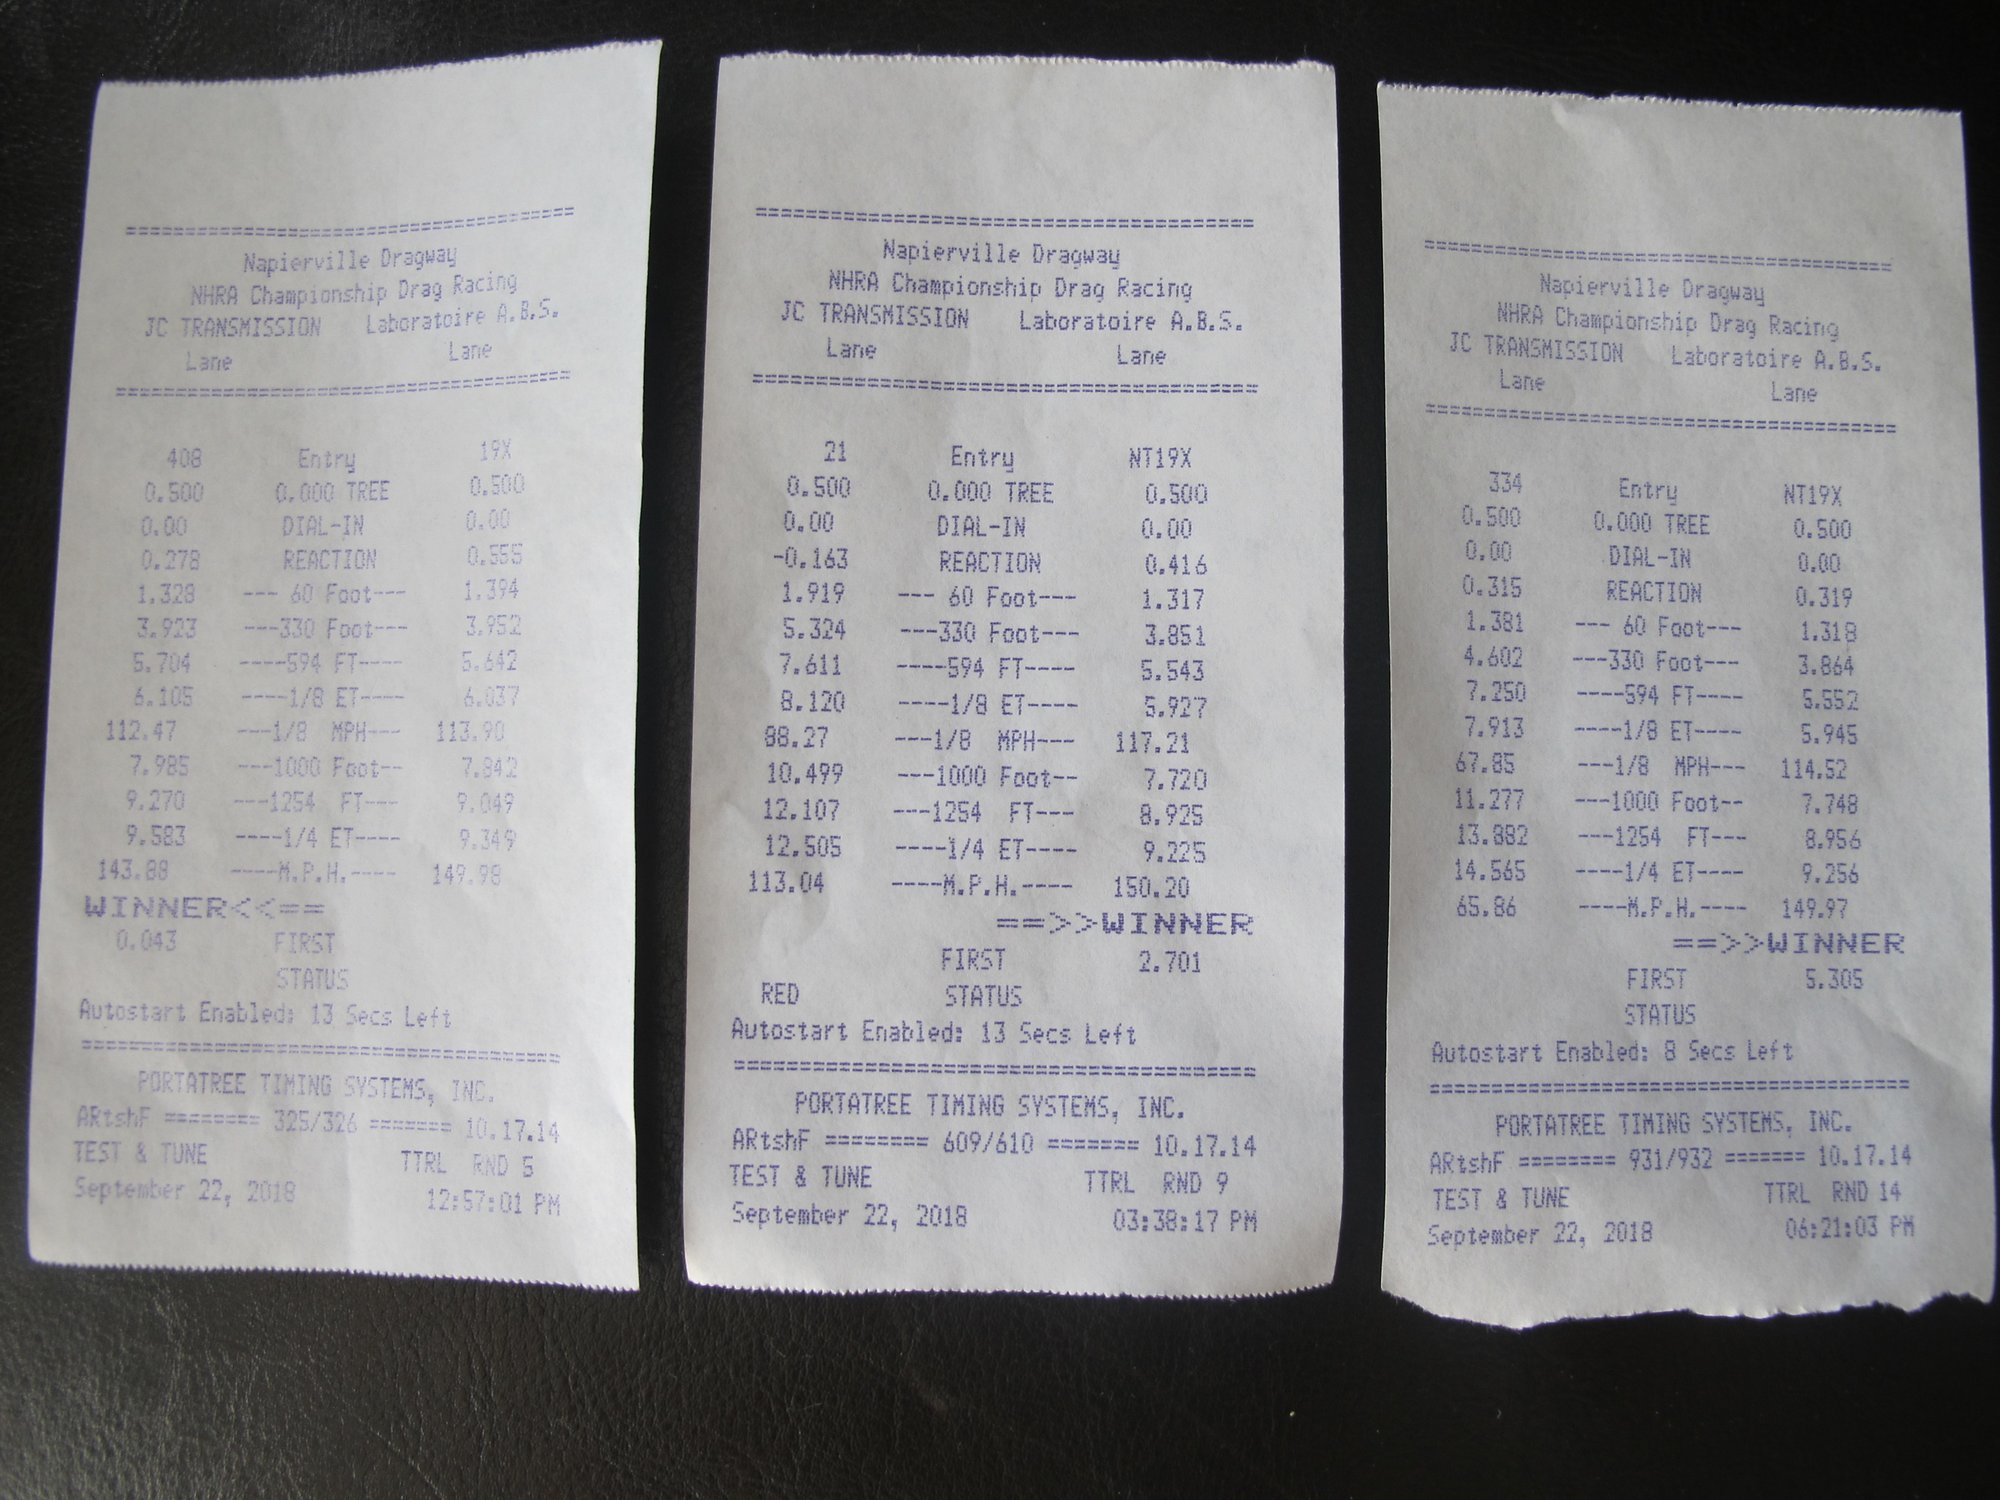 ===================================
Napierville Dragway
NHRA Championship Drag Racing
JC TRANSMISSION Laboratoire A.B.S.
Lane Lane
===================================
408 Entry 19X
0.500 0.000 TREE 0.500
0.00 DIAL-IN 0.00
0.278 REACTION 0.555
1.328 --- 60 Foot--- 1.394
3.923 ---330 Foot--- 3.952
5.704 ----594 FT---- 5.642
6.105 ----1/8 ET---- 6.037
112.47 ---1/8 MPH--- 113.90
7.985 ---1000 Foot-- 7.842
9.270 ---1254 FT--- 9.049
9.583 ----1/4 ET---- 9.349
143.88 ----M.P.H.---- 149.98
WINNER<<==
0.043 FIRST
STATUS
Autostart Enabled: 13 Secs Left
===================================
PORTATREE TIMING SYSTEMS, INC.
ARtshF ======== 325/326 ======= 10.17.14
TEST & TUNE TTRL RND 5
September 22, 2018 12:57:01 PM
===================================
Napierville Dragway
NHRA Championship Drag Racing
JC TRANSMISSION Laboratoire A.B.S.
Lane Lane
===================================
21 Entry NT19X
0.500 0.000 TREE 0.500
0.00 DIAL-IN 0.00
-0.163 REACTION 0.416
1.919 --- 60 Foot--- 1.317
5.324 ---330 Foot--- 3.851
7.611 ----594 FT---- 5.543
8.120 ----1/8 ET---- 5.927
88.27 ---1/8 MPH--- 117.21
10.499 ---1000 Foot-- 7.720
12.107 ---1254 FT--- 8.925
12.505 ----1/4 ET---- 9.225
113.04 ----M.P.H.---- 150.20
==>>WINNER
FIRST 2.701
RED STATUS
Autostart Enabled: 13 Secs Left
===================================
PORTATREE TIMING SYSTEMS, INC.
ARtshF ======== 609/610 ======= 10.17.14
TEST & TUNE TTRL RND 9
September 22, 2018 03:38:17 PM
===================================
Napierville Dragway
NHRA Championship Drag Racing
JC TRANSMISSION Laboratoire A.B.S.
Lane Lane
===================================
334 Entry NT19X
0.500 0.000 TREE 0.500
0.00 DIAL-IN 0.00
0.315 REACTION 0.319
1.381 --- 60 Foot--- 1.318
4.602 ---330 Foot--- 3.864
7.250 ----594 FT---- 5.552
7.913 ----1/8 ET---- 5.945
67.85 ---1/8 MPH--- 114.52
11.277 ---1000 Foot-- 7.748
13.882 ---1254 FT--- 8.956
14.565 ----1/4 ET---- 9.256
65.86 ----M.P.H.---- 149.97
==>>WINNER
FIRST 5.305
STATUS
Autostart Enabled: 8 Secs Left
===================================
PORTATREE TIMING SYSTEMS, INC.
ARtshF ======== 931/932 ======= 10.17.14
TEST & TUNE TTRL RND 14
September 22, 2018 06:21:03 PM